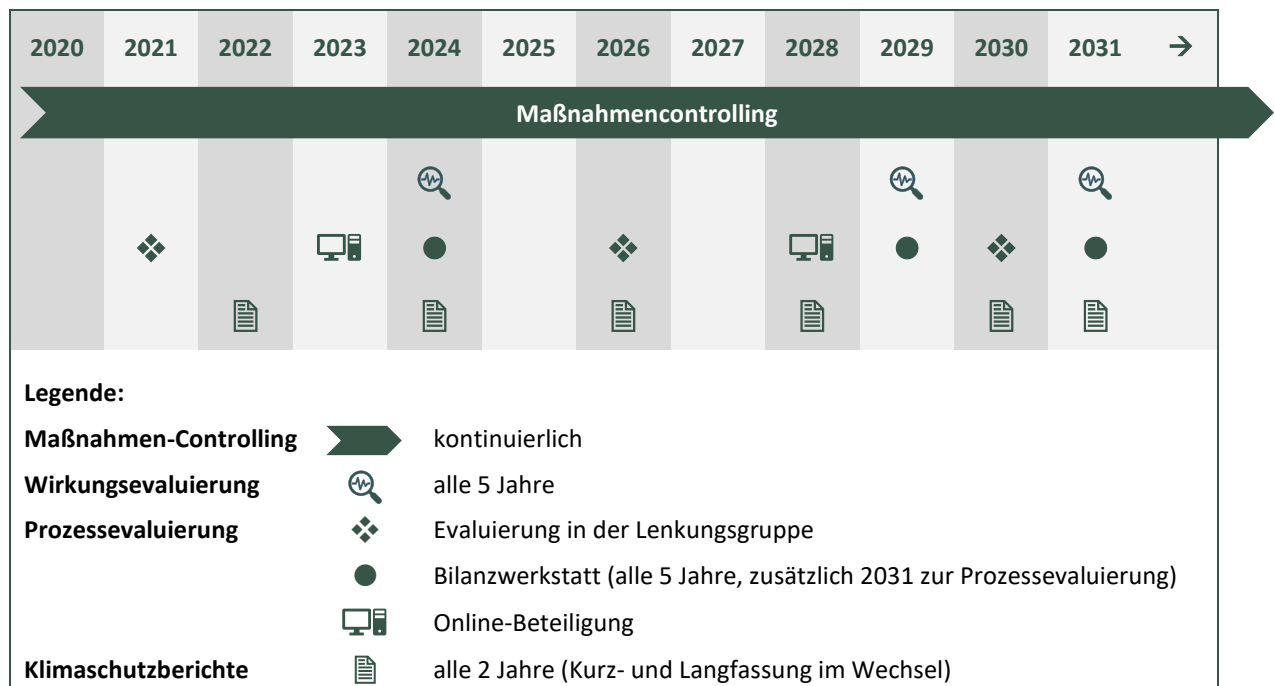 2020 2021 2022 2023 2024 2025 2026 2027 2028 2029 2030 2031 →
Maßnahmencontrolling
Legende:
Maßnahmen-Controlling kontinuierlich
Wirkungsevaluierung alle 5 Jahre
Prozessevaluierung Evaluierung in der Lenkungsgruppe
Bilanzwerkstatt (alle 5 Jahre, zusätzlich 2031 zur Prozessevaluierung)
Online-Beteiligung
Klimaschutzberichte alle 2 Jahre (Kurz- und Langfassung im Wechsel)